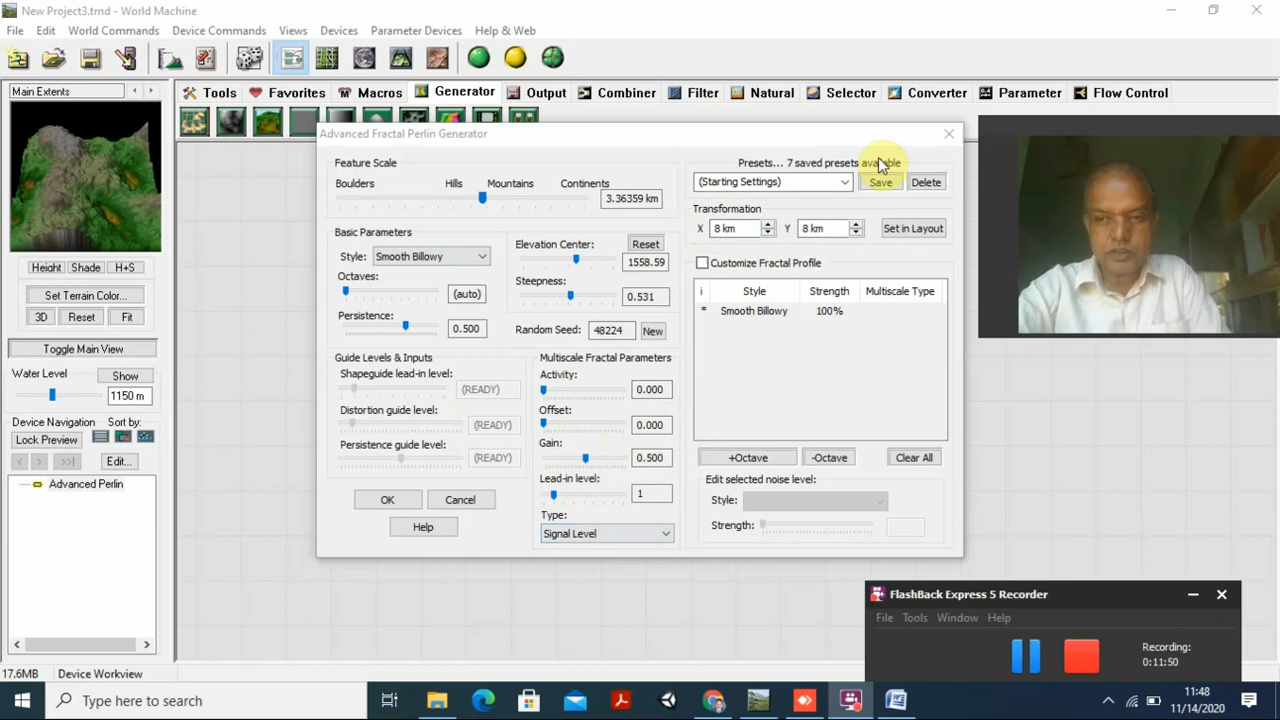 New Project3.tmd - World Machine
File Edit World Commands Device Commands Views Devices Parameter Devices Help & Web
Main Extents
Tools Favorites Macros Generator Output Combiner Filter Natural Selector Converter Parameter Flow Control
Height Shade H+S
Set Terrain Color...
3D Reset Fit
Toggle Main View
Water Level Show
1150 m
Device Navigation Sort by:
Lock Preview
Edit...
Advanced Perlin
17.6MB Device Workview
Advanced Fractal Perlin Generator
Feature Scale
Boulders Hills Mountains Continents
3.36359 km
Basic Parameters
Style: Smooth Billowy
Octaves:
(auto)
Persistence:
0.500
Elevation Center: Reset
1558.59
Steepness:
0.531
Random Seed: 48224 New
Guide Levels & Inputs
Shapeguide lead-in level:
(READY)
Distortion guide level:
(READY)
Persistence guide level:
(READY)
OK Cancel
Help
Multiscale Fractal Parameters
Activity:
0.000
Offset:
0.000
Gain:
0.500
Lead-in level:
1
Type:
Signal Level
Presets... 7 saved presets available
(Starting Settings) Save Delete
Transformation
X 8 km Y 8 km Set in Layout
Customize Fractal Profile
i Style Strength Multiscale Type
* Smooth Billowy 100%
+Octave -Octave Clear All
Edit selected noise level:
Style:
Strength:
FlashBack Express 5 Recorder
File Tools Window Help
Recording:
0:11:50
Type here to search
11:48
11/14/2020